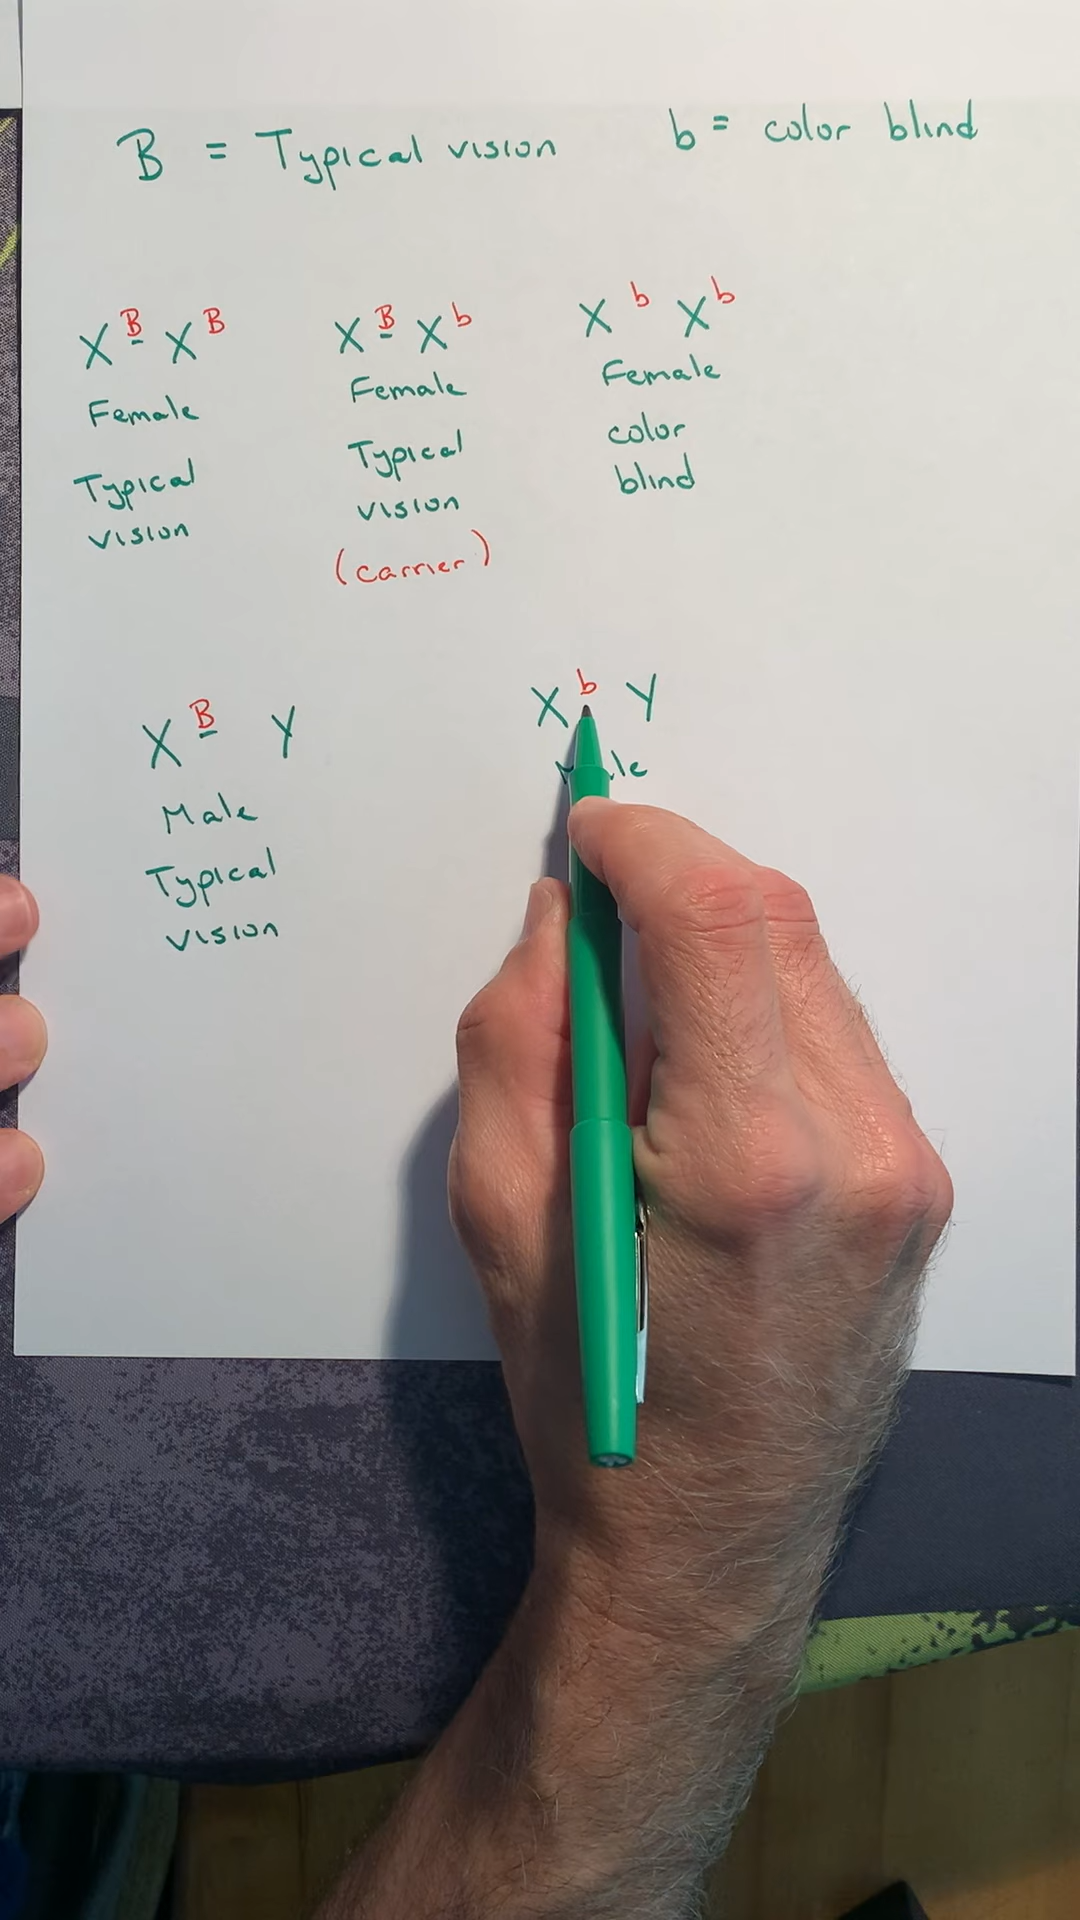 B = Typical vision b = color blind
X^B X^B
Female
Typical
vision
X^B X^b
Female
Typical
vision
(carrier)
X^b X^b
Female
color
blind
X^B Y
Male
Typical
vision
X^b Y